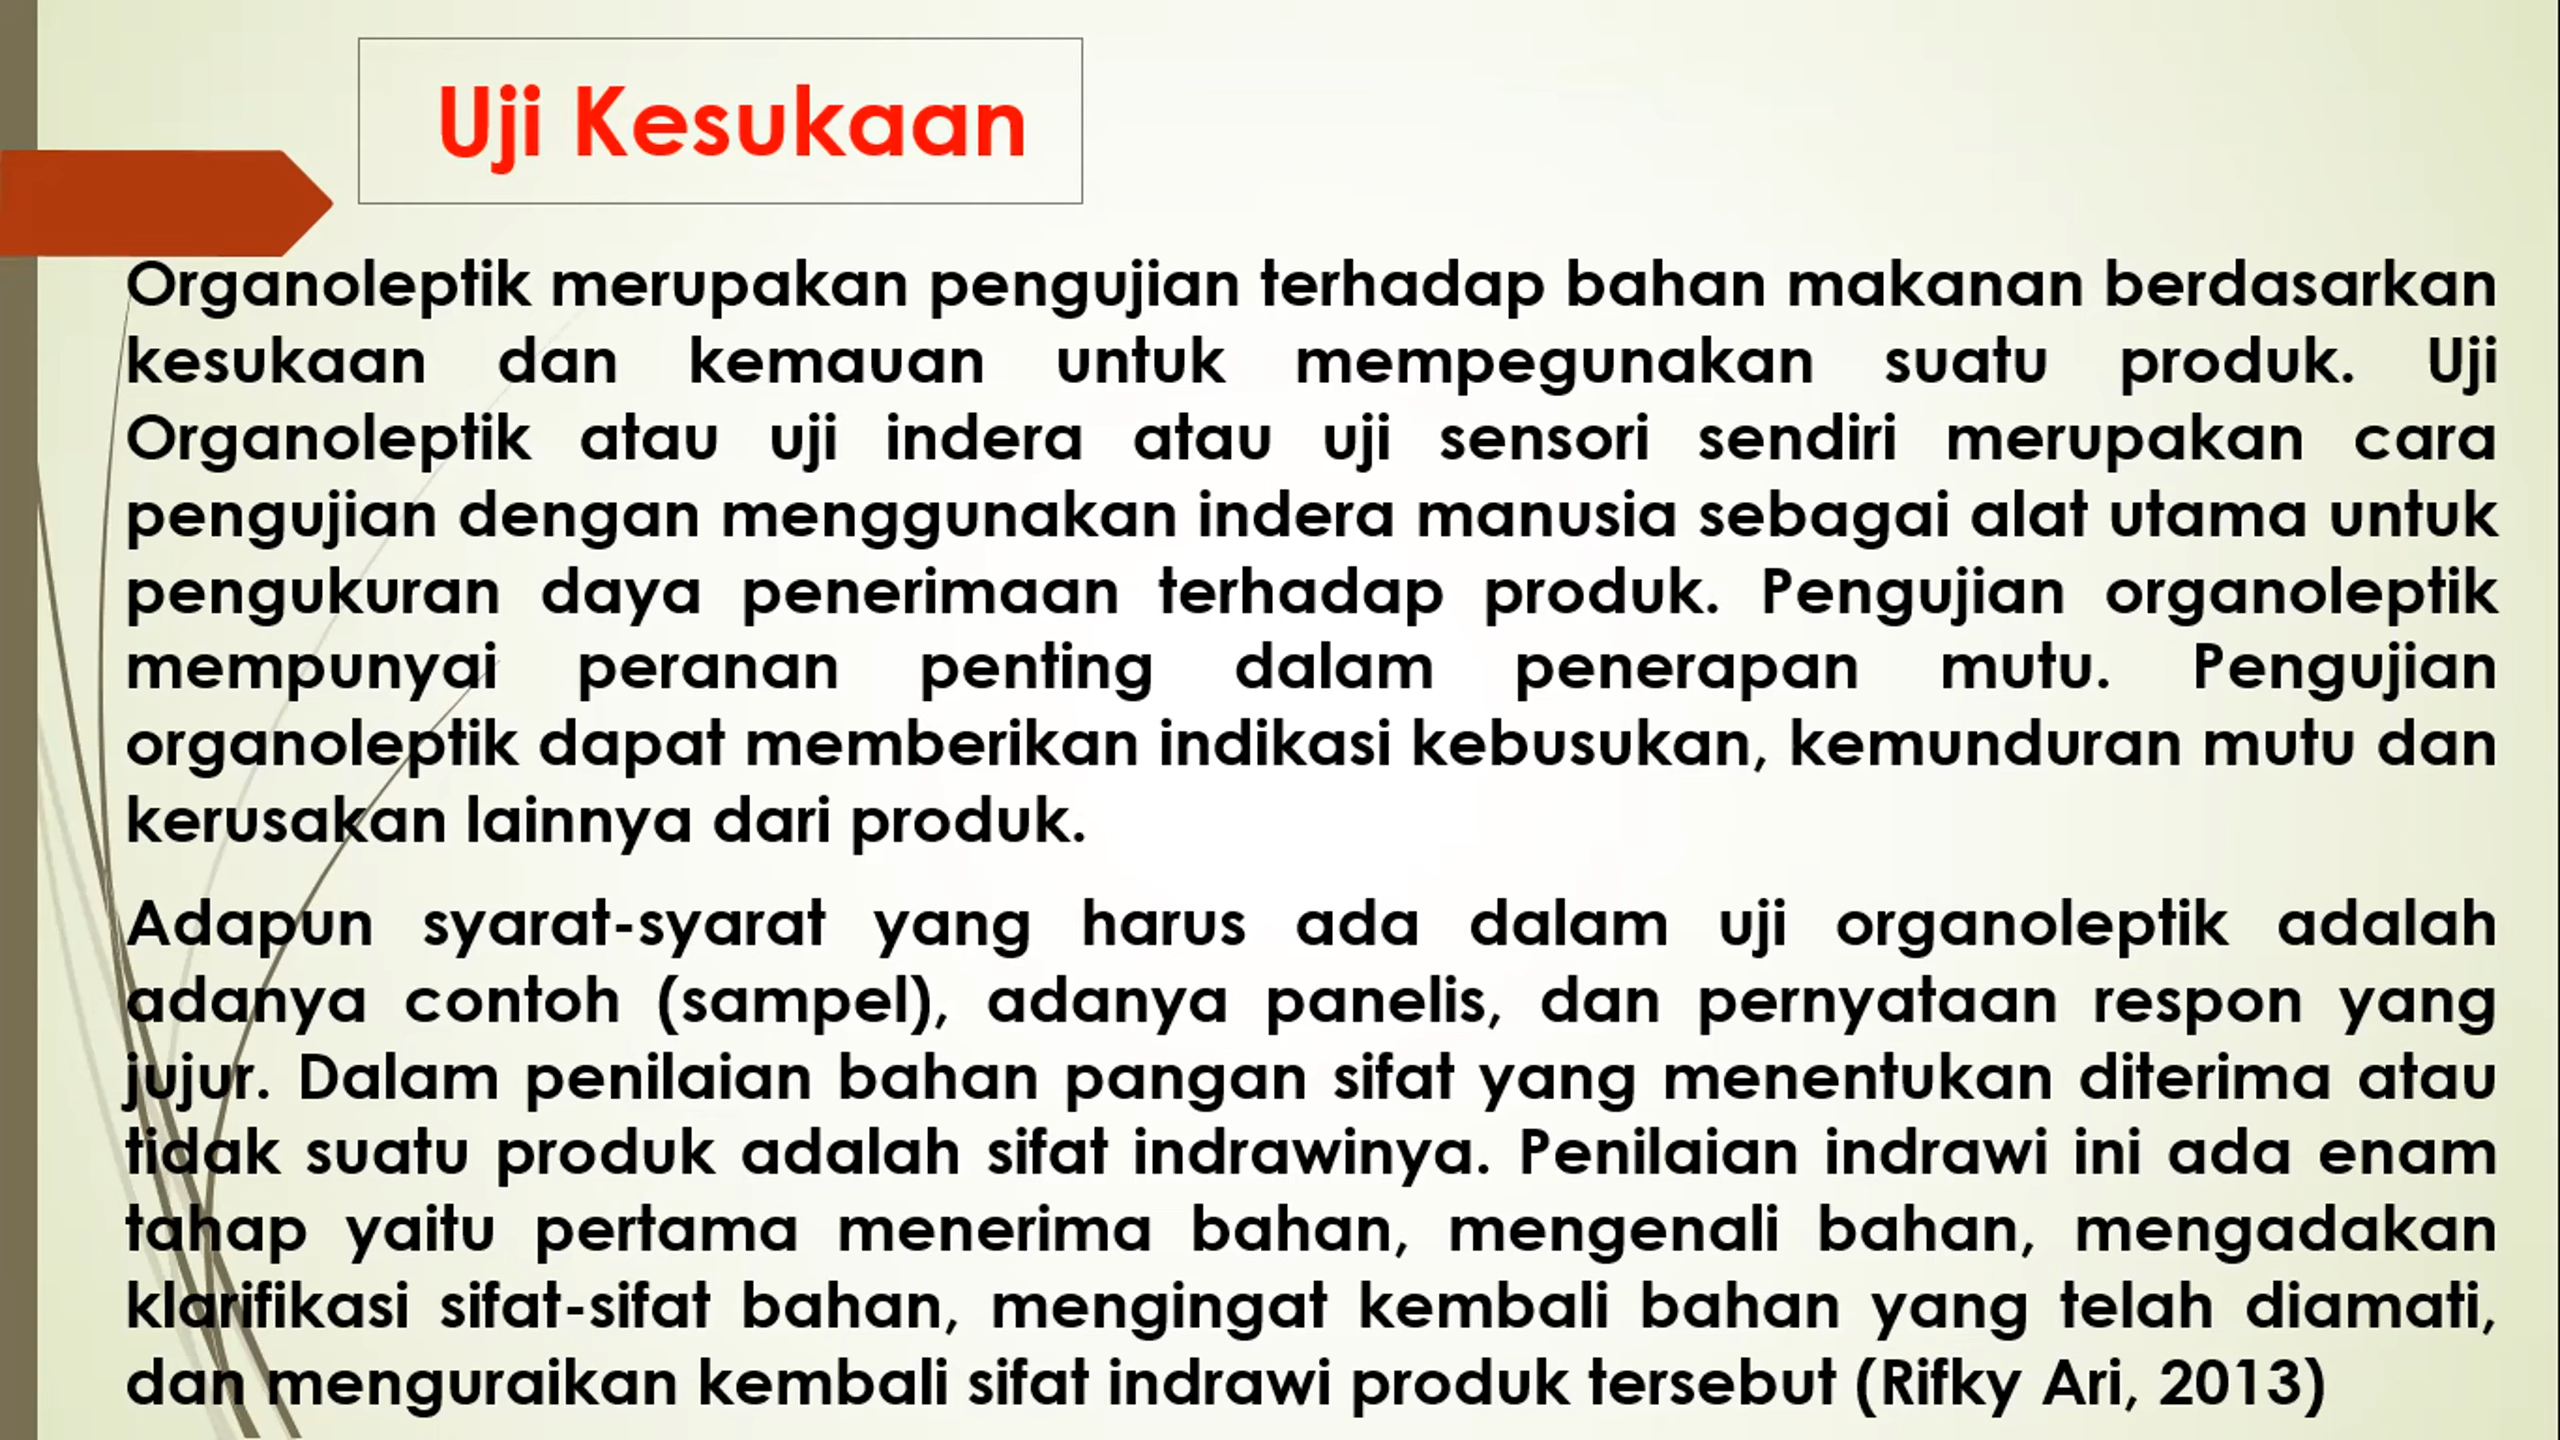 Uji Kesukaan
Organoleptik merupakan pengujian terhadap bahan makanan berdasarkan
kesukaan dan kemauan untuk mempegunakan suatu produk. Uji
Organoleptik atau uji indera atau uji sensori sendiri merupakan cara
pengujian dengan menggunakan indera manusia sebagai alat utama untuk
pengukuran daya penerimaan terhadap produk. Pengujian organoleptik
mempunyai peranan penting dalam penerapan mutu. Pengujian
organoleptik dapat memberikan indikasi kebusukan, kemunduran mutu dan
kerusakan lainnya dari produk.
Adapun syarat-syarat yang harus ada dalam uji organoleptik adalah
adanya contoh (sampel), adanya panelis, dan pernyataan respon yang
jujur. Dalam penilaian bahan pangan sifat yang menentukan diterima atau
tidak suatu produk adalah sifat indrawinya. Penilaian indrawi ini ada enam
tahap yaitu pertama menerima bahan, mengenali bahan, mengadakan
klarifikasi sifat-sifat bahan, mengingat kembali bahan yang telah diamati,
dan menguraikan kembali sifat indrawi produk tersebut (Rifky Ari, 2013)